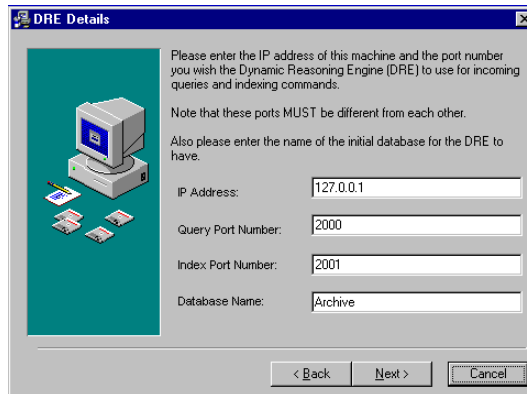 DRE Details
Please enter the IP address of this machine and the port number
you wish the Dynamic Reasoning Engine (DRE) to use for incoming
queries and indexing commands.
Note that these ports MUST be different from each other.
Also please enter the name of the initial database for the DRE to
have.
IP Address: 127.0.0.1
Query Port Number: 2000
Index Port Number: 2001
Database Name: Archive
< Back Next > Cancel